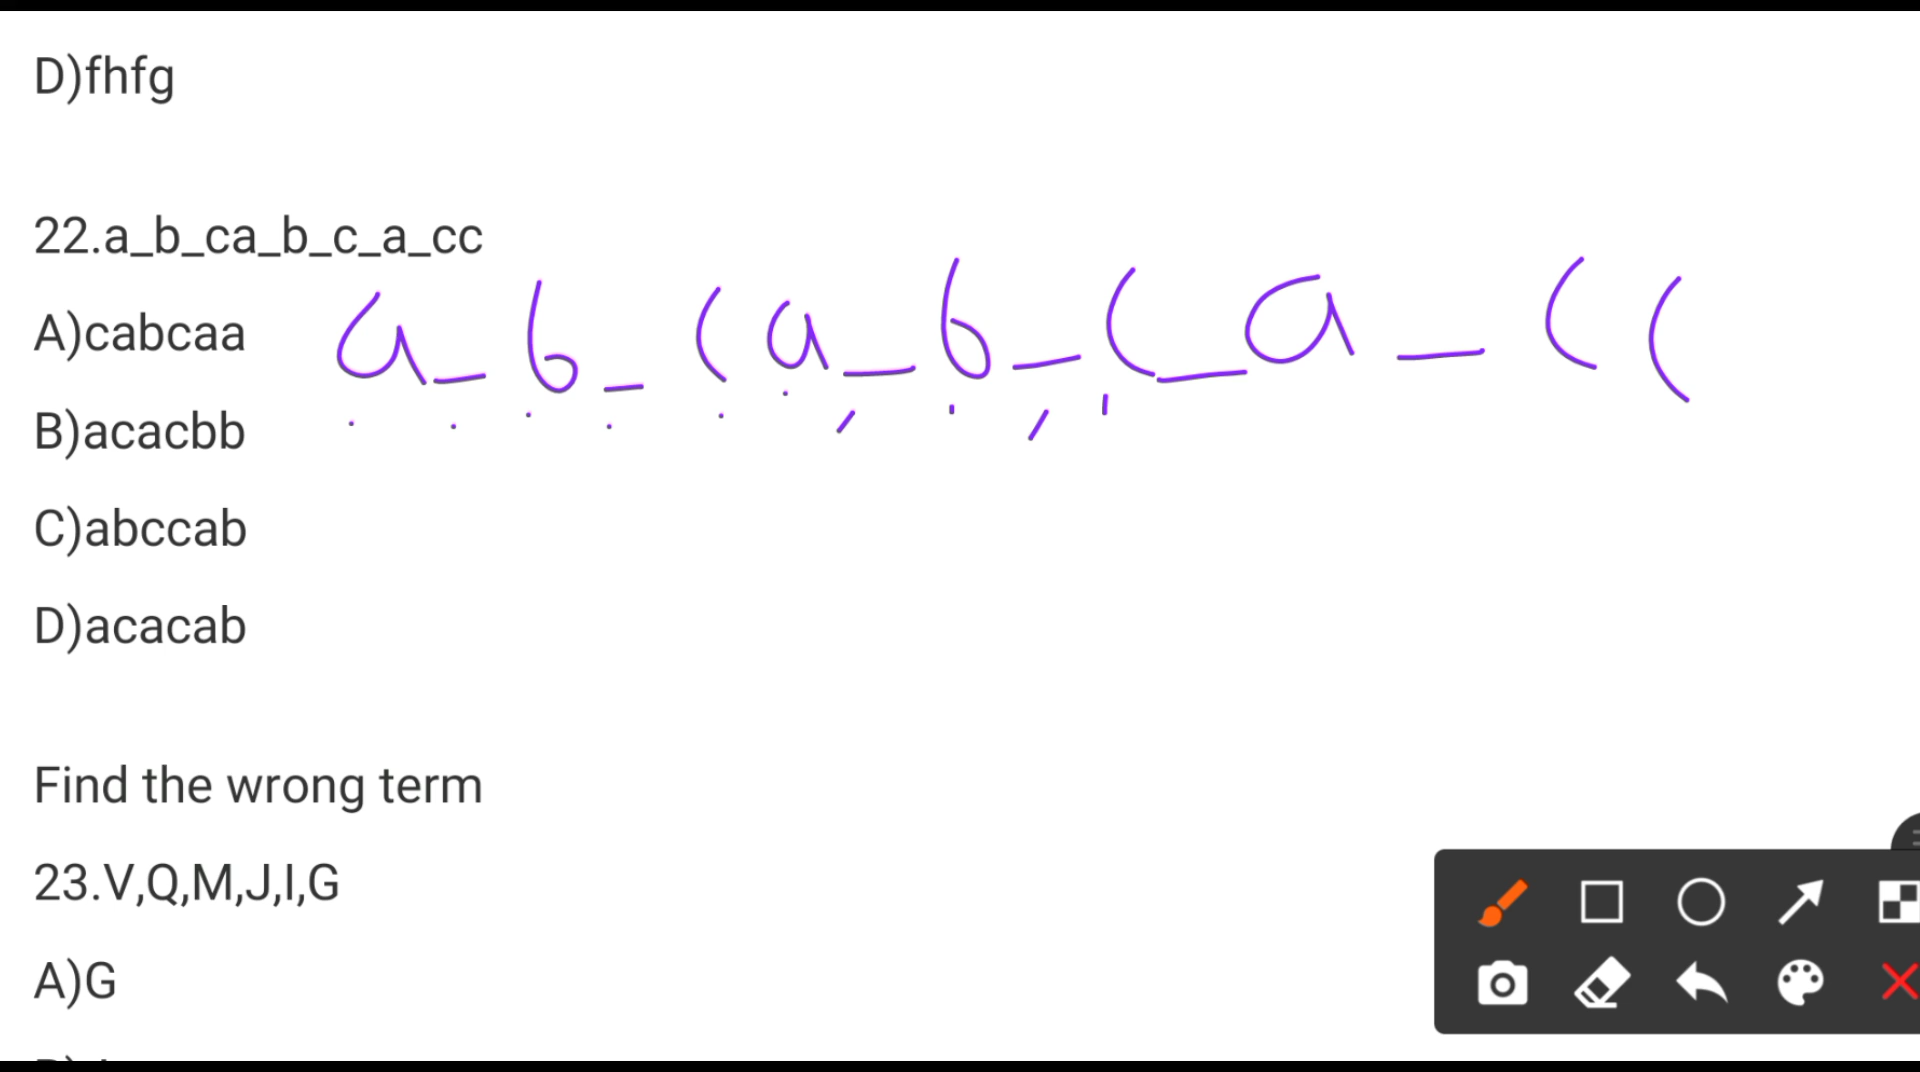 D)fhfg
22.a_b_ca_b_c_a_cc
a_b_ca_b_c_a_cc
A)cabcaa
B)acacbb
C)abccab
D)acacab
Find the wrong term
23.V,Q,M,J,I,G
A)G